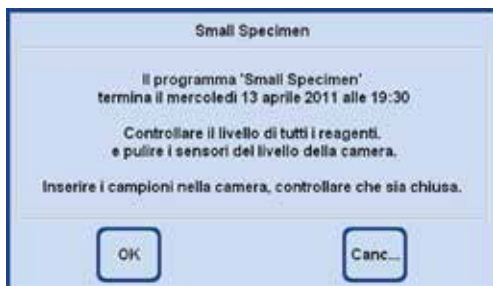 Small Specimen
Il programma 'Small Specimen'
termina il mercoledì 13 aprile 2011 alle 19:30
Controllare il livello di tutti i reagenti,
e pulire i sensori del livello della camera,
Inserire i campioni nella camera, controllare che sia chiusa.
OK
Canc...